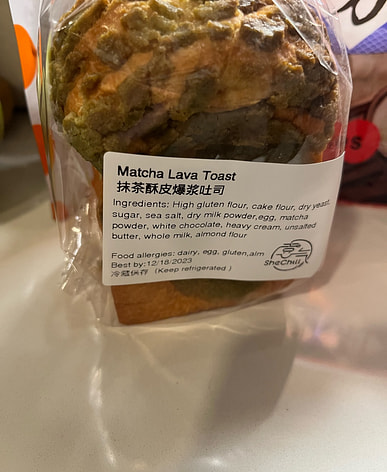 Matcha Lava Toast
抹茶酥皮爆浆吐司
Ingredients: High gluten flour, cake flour, dry yeast,
sugar, sea salt, dry milk powder,egg, matcha
powder, white chocolate, heavy cream, unsalted
butter, whole milk, almond flour
Food allergies: dairy, egg, gluten,alm
Best by:12/18/2023
冷藏保存（Keep refrigerated ）
SheChill